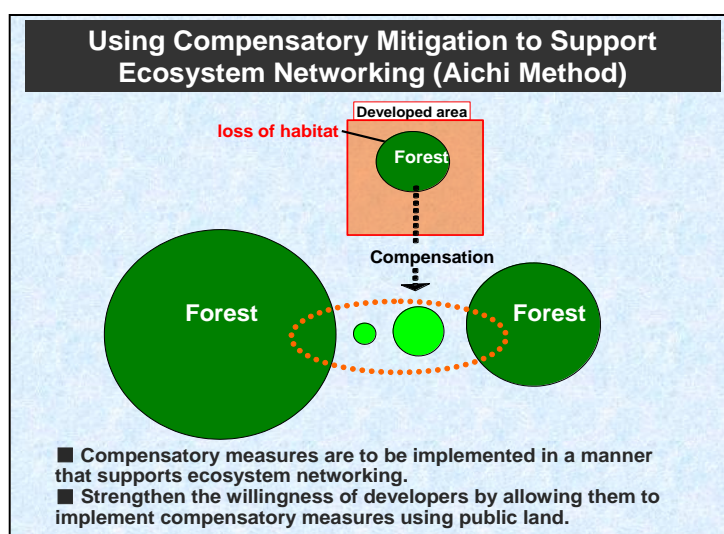 Using Compensatory Mitigation to Support
Ecosystem Networking (Aichi Method)
Developed area
loss of habitat
Forest
Compensation
Forest
Forest
■ Compensatory measures are to be implemented in a manner
that supports ecosystem networking.
■ Strengthen the willingness of developers by allowing them to
implement compensatory measures using public land.